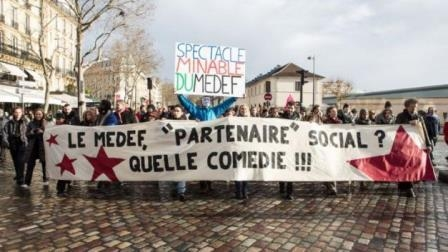 SPECTACLE
MINABLE
DU MEDEF
LE MEDEF, "PARTENAIRE" SOCIAL ?
QUELLE COMEDIE !!!